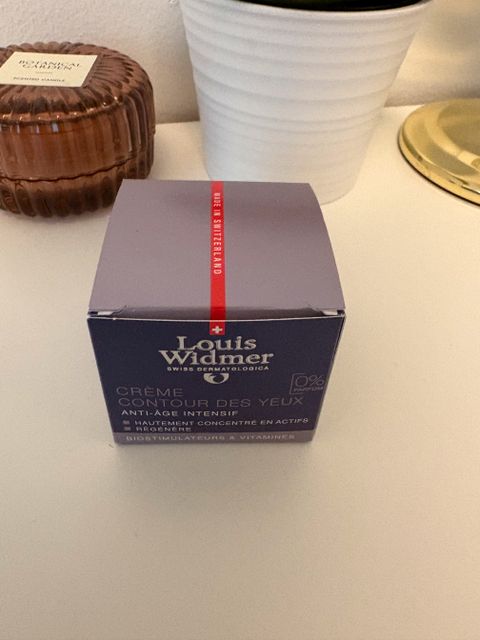 BOTANICAL
GARDEN
SCENTED CANDLE
MADE IN SWITZERLAND
Louis
Widmer
SWISS DERMATOLOGICA
0%
PARFUM
CRÈME
CONTOUR DES YEUX
ANTI-ÂGE INTENSIF
HAUTEMENT CONCENTRÉ EN ACTIFS
RÉGÉNÈRE
BIOSTIMULATEURS & VITAMINES